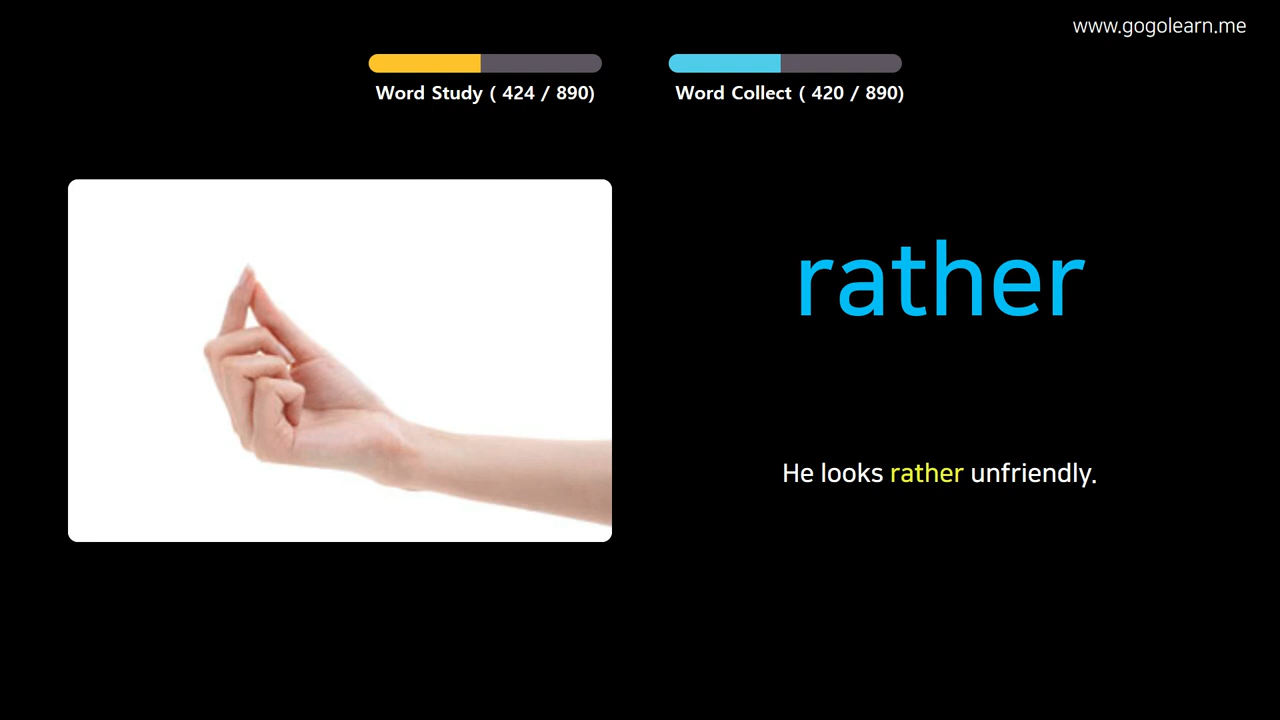 www.gogolearn.me
Word Study ( 424 / 890)
Word Collect ( 420 / 890)
rather
He looks rather unfriendly.